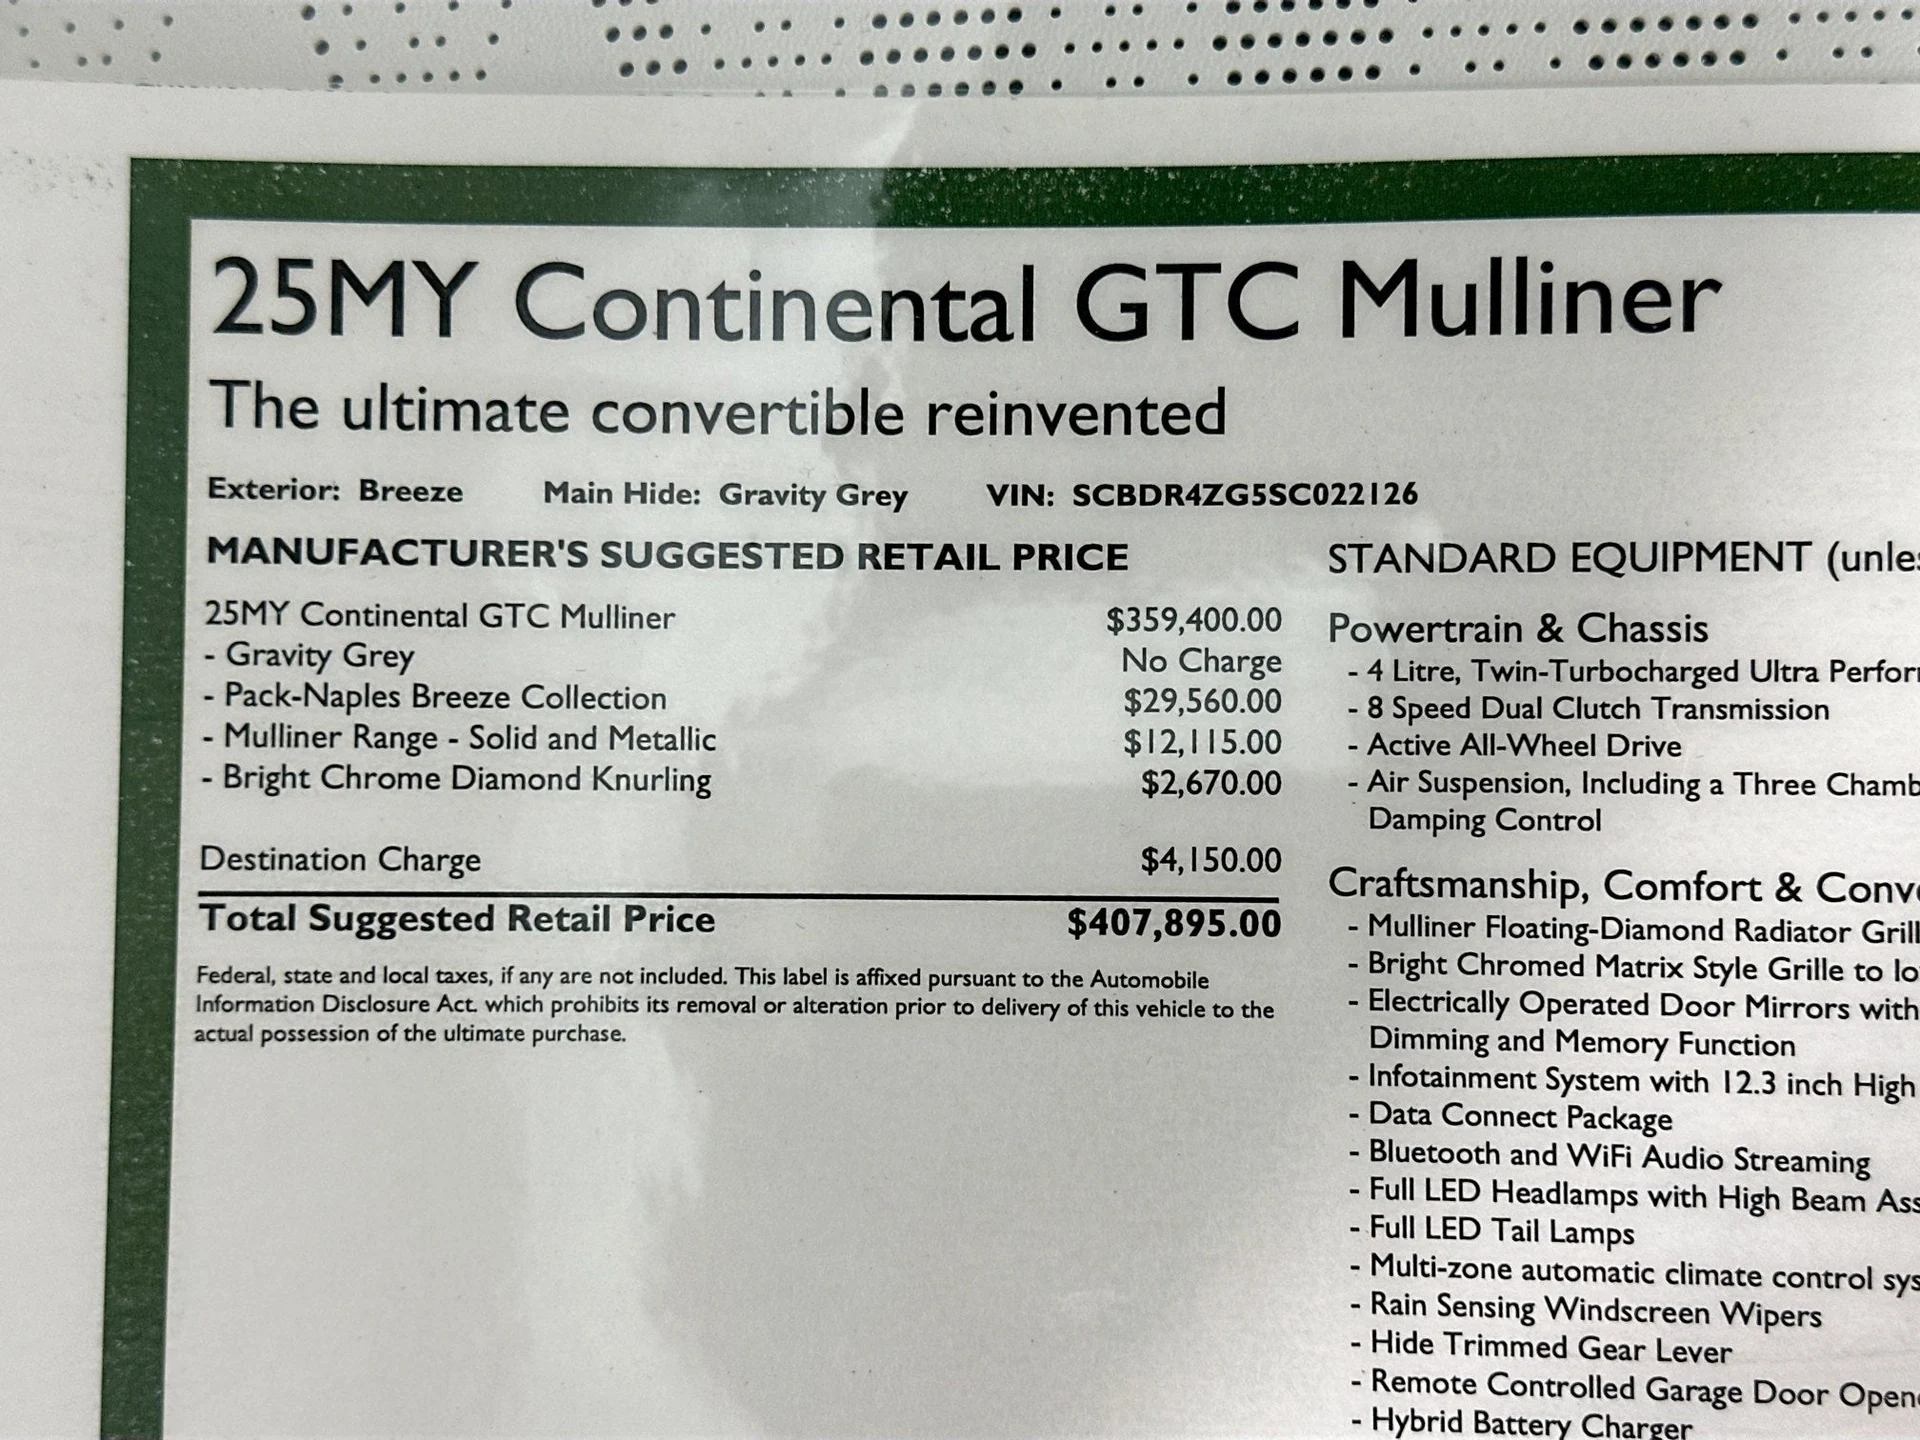 25MY Continental GTC Mulliner
The ultimate convertible reinvented
Exterior: Breeze Main Hide: Gravity Grey VIN: SCBDR4ZG5SC022126
MANUFACTURER'S SUGGESTED RETAIL PRICE
25MY Continental GTC Mulliner $359,400.00
- Gravity Grey No Charge
- Pack-Naples Breeze Collection $29,560.00
- Mulliner Range - Solid and Metallic $12,115.00
- Bright Chrome Diamond Knurling $2,670.00
Destination Charge $4,150.00
Total Suggested Retail Price $407,895.00
Federal, state and local taxes, if any are not included. This label is affixed pursuant to the Automobile
Information Disclosure Act. which prohibits its removal or alteration prior to delivery of this vehicle to the
actual possession of the ultimate purchase.
STANDARD EQUIPMENT
Powertrain & Chassis
- 4 Litre, Twin-Turbocharged Ultra
- 8 Speed Dual Clutch Transmission
- Active All-Wheel Drive
- Air Suspension, Including a Three
Damping Control
Craftsmanship, Comfort &
- Mulliner Floating-Diamond Radiator
- Bright Chromed Matrix Style Grille to
- Electrically Operated Door Mirrors with
Dimming and Memory Function
- Infotainment System with 12.3 inch High
- Data Connect Package
- Bluetooth and WiFi Audio Streaming
- Full LED Headlamps with High Beam
- Full LED Tail Lamps
- Multi-zone automatic climate control
- Rain Sensing Windscreen Wipers
- Hide Trimmed Gear Lever
- Remote Controlled Garage Door
- Hybrid Battery Charger